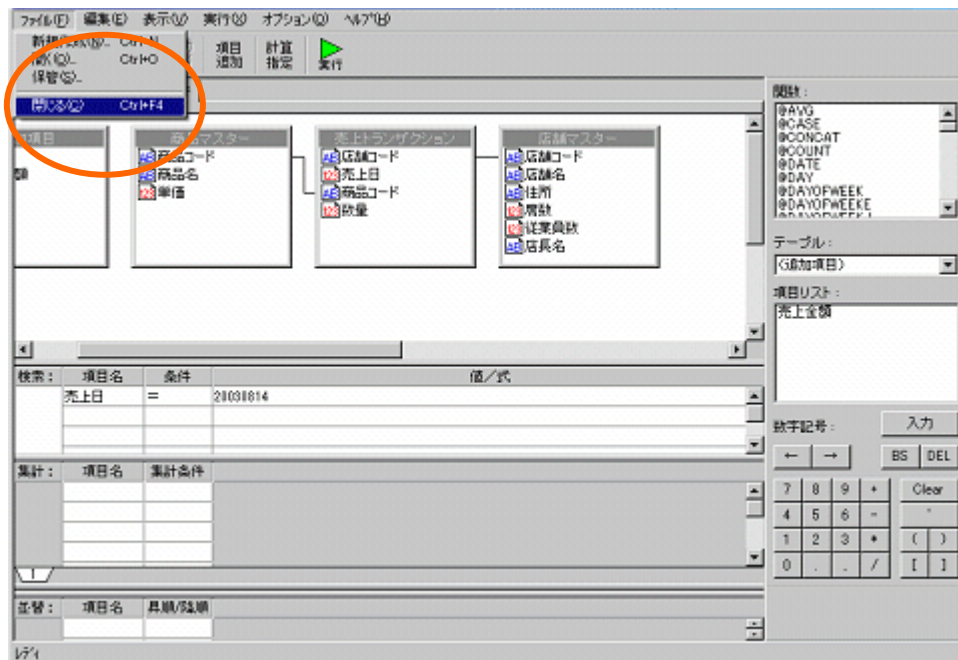 ファイル(F) 編集(E) 表示(V) 実行(X) オプション(O) ヘルプ(H)
新規作成(N)... Ctrl+N
開く(O)... Ctrl+O
保管(S)...
閉じる(C) Ctrl+F4
項目追加 計算指定 実行
商品マスター
商品コード
商品名
単価
売上トランザクション
店舗コード
売上日
商品コード
数量
店舗マスター
店舗コード
店舗名
住所
席数
従業員数
店長名
関数：
@AVG
@CASE
@CONCAT
@COUNT
@DATE
@DAY
@DAYOFWEEK
@DAYOFWEEKE
テーブル：
(追加項目)
項目リスト：
売上金額
検索： 項目名 条件 値／式
売上日 = 20030814
集計： 項目名 集計条件
1
並替： 項目名 昇順/降順
数字記号： 入力
← → BS DEL
7 8 9 + Clear
4 5 6 - '
1 2 3 * ( )
0 . , / [ ]
レディ